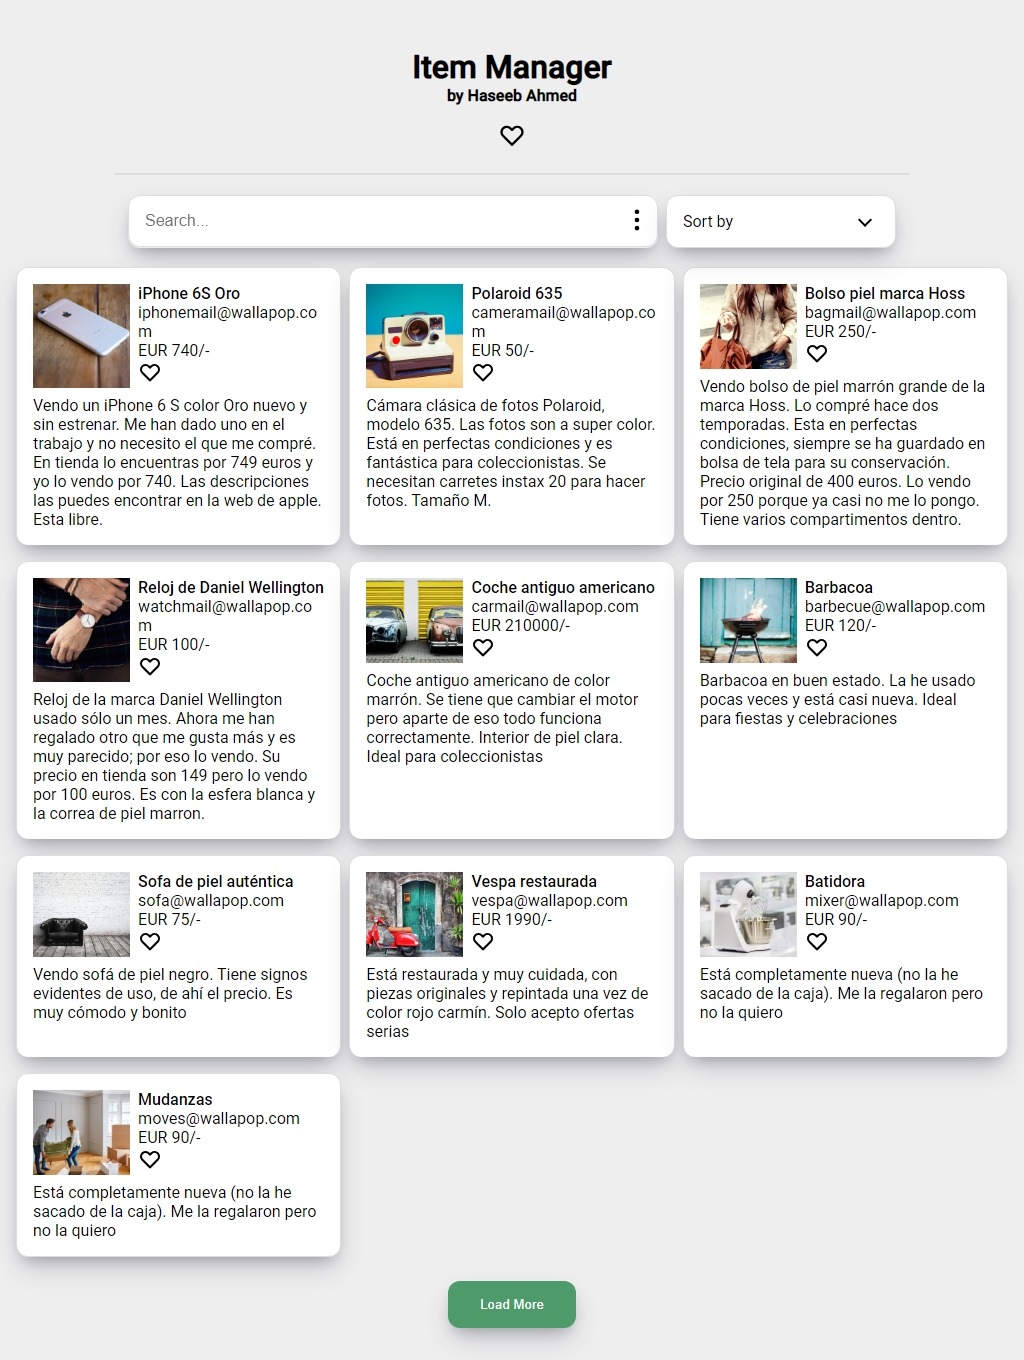 Item Manager
by Haseeb Ahmed
Search...
Sort by
iPhone 6S Oro
iphonemail@wallapop.co
m
EUR 740/-
Vendo un iPhone 6 S color Oro nuevo y
sin estrenar. Me han dado uno en el
trabajo y no necesito el que me compré.
En tienda lo encuentras por 749 euros y
yo lo vendo por 740. Las descripciones
las puedes encontrar en la web de apple.
Esta libre.
Polaroid 635
cameramail@wallapop.co
m
EUR 50/-
Cámara clásica de fotos Polaroid,
modelo 635. Las fotos son a super color.
Está en perfectas condiciones y es
fantástica para coleccionistas. Se
necesitan carretes instax 20 para hacer
fotos. Tamaño M.
Bolso piel marca Hoss
bagmail@wallapop.com
EUR 250/-
Vendo bolso de piel marrón grande de la
marca Hoss. Lo compré hace dos
temporadas. Esta en perfectas
condiciones, siempre se ha guardado en
bolsa de tela para su conservación.
Precio original de 400 euros. Lo vendo
por 250 porque ya casi no me lo pongo.
Tiene varios compartimentos dentro.
Reloj de Daniel Wellington
watchmail@wallapop.co
m
EUR 100/-
Reloj de la marca Daniel Wellington
usado sólo un mes. Ahora me han
regalado otro que me gusta más y es
muy parecido; por eso lo vendo. Su
precio en tienda son 149 pero lo vendo
por 100 euros. Es con la esfera blanca y
la correa de piel marron.
Coche antiguo americano
carmail@wallapop.com
EUR 210000/-
Coche antiguo americano de color
marrón. Se tiene que cambiar el motor
pero aparte de eso todo funciona
correctamente. Interior de piel clara.
Ideal para coleccionistas
Barbacoa
barbecue@wallapop.com
EUR 120/-
Barbacoa en buen estado. La he usado
pocas veces y está casi nueva. Ideal
para fiestas y celebraciones
Sofa de piel auténtica
sofa@wallapop.com
EUR 75/-
Vendo sofá de piel negro. Tiene signos
evidentes de uso, de ahí el precio. Es
muy cómodo y bonito
Vespa restaurada
vespa@wallapop.com
EUR 1990/-
Está restaurada y muy cuidada, con
piezas originales y repintada una vez de
color rojo carmín. Solo acepto ofertas
serias
Batidora
mixer@wallapop.com
EUR 90/-
Está completamente nueva (no la he
sacado de la caja). Me la regalaron pero
no la quiero
Mudanzas
moves@wallapop.com
EUR 90/-
Está completamente nueva (no la he
sacado de la caja). Me la regalaron pero
no la quiero
Load More